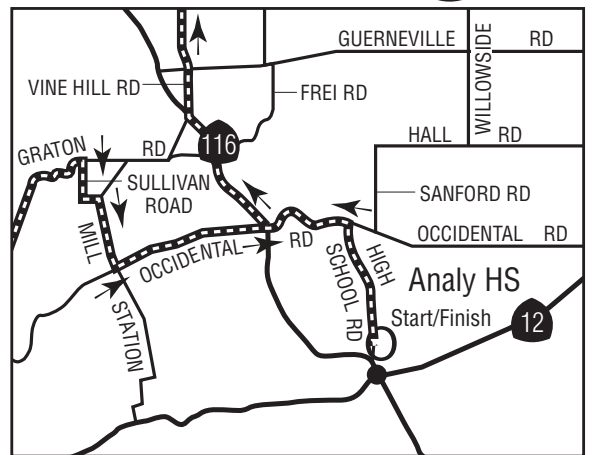 GUERNEVILLE RD
WILLOWSIDE
VINE HILL RD
FREI RD
HALL RD
116
GRATON RD
SULLIVAN
ROAD
SANFORD RD
MILL STATION
OCCIDENTAL RD
OCCIDENTAL RD
HIGH
SCHOOL RD
Analy HS
Start/Finish
12